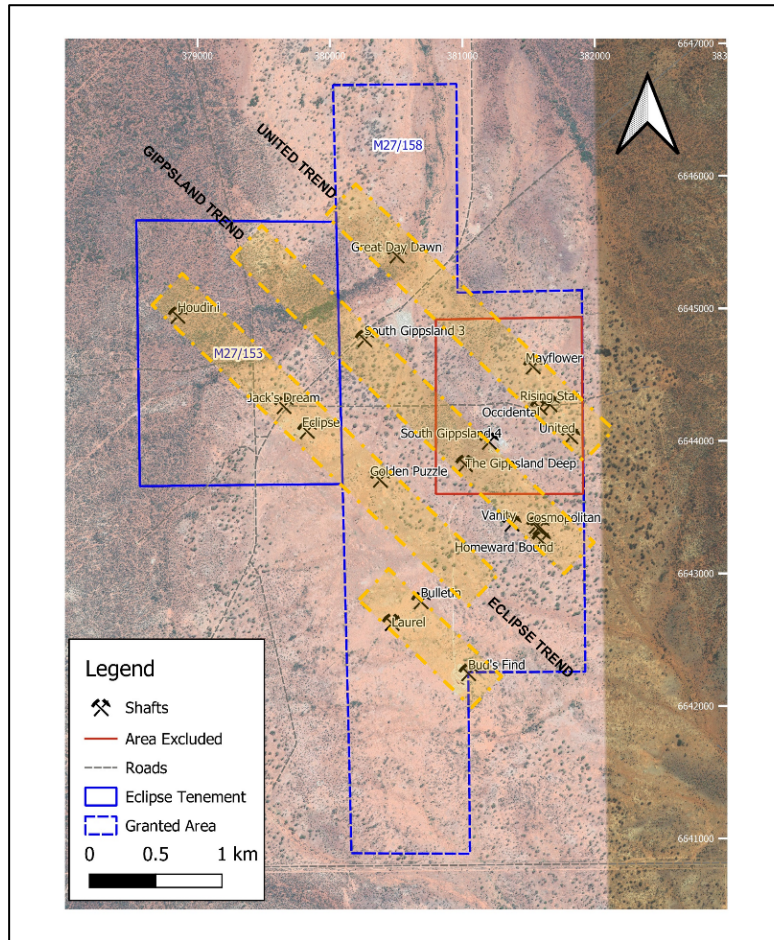 379000
380000
381000
382000
383
6647000
6646000
6645000
6644000
6643000
6642000
6641000
UNITED TREND
GIPPSLAND TREND
M27/158
Great Day Dawn
Houdini
South Gippsland 3
M27/153
Mayflower
Jack's Dream
Rising Star
Occidental
Eclipse
United
South Gippsland 4
The Gippsland Deep
Golden Puzzle
Vanity
Cosmopolitan
Homeward Bound
Bulletin
Laurel
ECLIPSE TREND
Bud's Find
Legend
Shafts
Area Excluded
Roads
Eclipse Tenement
Granted Area
0 0.5 1 km